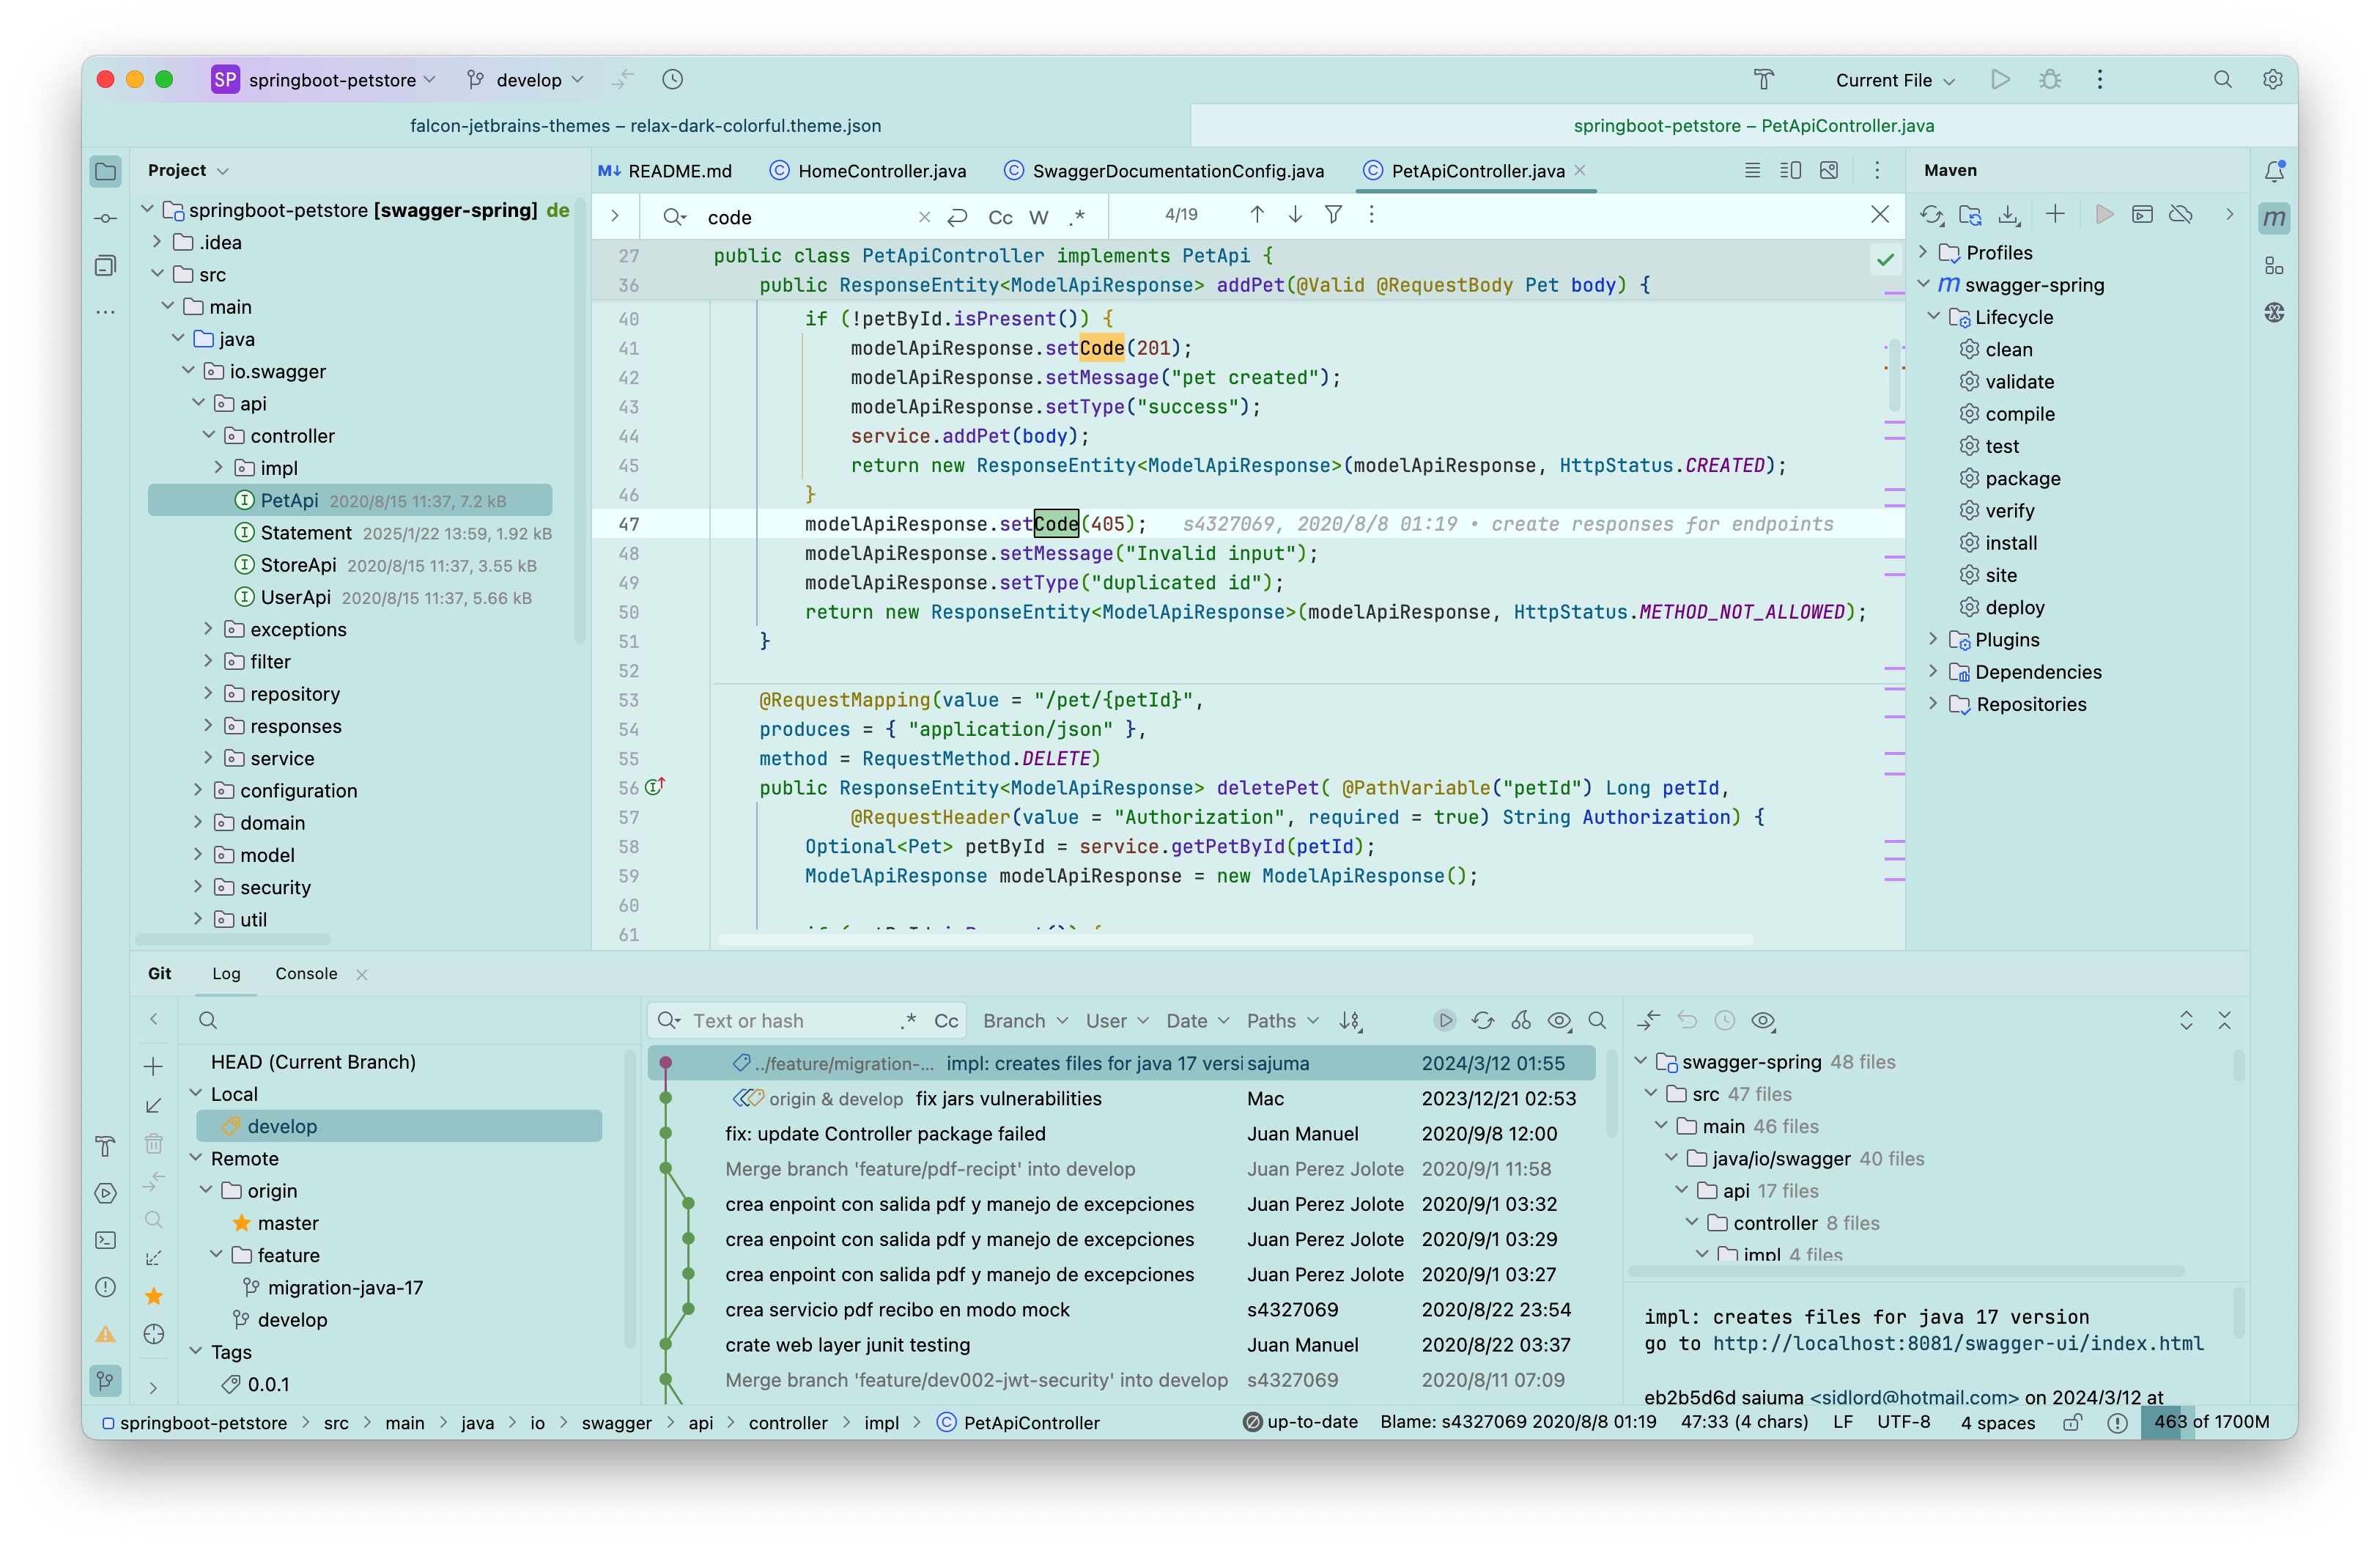 SP springboot-petstore develop Current File
falcon-jetbrains-themes – relax-dark-colorful.theme.json
springboot-petstore – PetApiController.java
Project
springboot-petstore [swagger-spring] de
.idea
src
main
java
io.swagger
api
controller
impl
PetApi 2020/8/15 11:37, 7.2 kB
Statement 2025/1/22 13:59, 1.92 kB
StoreApi 2020/8/15 11:37, 3.55 kB
UserApi 2020/8/15 11:37, 5.66 kB
exceptions
filter
repository
responses
service
configuration
domain
model
security
util
M↓ README.md
HomeController.java
SwaggerDocumentationConfig.java
PetApiController.java
code
Cc W .*
4/19
27 public class PetApiController implements PetApi {
36 public ResponseEntity<ModelApiResponse> addPet(@Valid @RequestBody Pet body) {
40 if (!petById.isPresent()) {
41 modelApiResponse.setCode(201);
42 modelApiResponse.setMessage("pet created");
43 modelApiResponse.setType("success");
44 service.addPet(body);
45 return new ResponseEntity<ModelApiResponse>(modelApiResponse, HttpStatus.CREATED);
46 }
47 modelApiResponse.setCode(405); s4327069, 2020/8/8 01:19 • create responses for endpoints
48 modelApiResponse.setMessage("Invalid input");
49 modelApiResponse.setType("duplicated id");
50 return new ResponseEntity<ModelApiResponse>(modelApiResponse, HttpStatus.METHOD_NOT_ALLOWED);
51 }
52
53 @RequestMapping(value = "/pet/{petId}",
54 produces = { "application/json" },
55 method = RequestMethod.DELETE)
56 public ResponseEntity<ModelApiResponse> deletePet( @PathVariable("petId") Long petId,
57 @RequestHeader(value = "Authorization", required = true) String Authorization) {
58 Optional<Pet> petById = service.getPetById(petId);
59 ModelApiResponse modelApiResponse = new ModelApiResponse();
60
61
Maven
Profiles
m swagger-spring
Lifecycle
clean
validate
compile
test
package
verify
install
site
deploy
Plugins
Dependencies
Repositories
m
Git Log Console
HEAD (Current Branch)
Local
develop
Remote
origin
master
feature
migration-java-17
develop
Tags
0.0.1
Text or hash .* Cc Branch User Date Paths
../feature/migration-... impl: creates files for java 17 versi sajuma 2024/3/12 01:55
origin & develop fix jars vulnerabilities Mac 2023/12/21 02:53
fix: update Controller package failed Juan Manuel 2020/9/8 12:00
Merge branch 'feature/pdf-recipt' into develop Juan Perez Jolote 2020/9/1 11:58
crea enpoint con salida pdf y manejo de excepciones Juan Perez Jolote 2020/9/1 03:32
crea enpoint con salida pdf y manejo de excepciones Juan Perez Jolote 2020/9/1 03:29
crea enpoint con salida pdf y manejo de excepciones Juan Perez Jolote 2020/9/1 03:27
crea servicio pdf recibo en modo mock s4327069 2020/8/22 23:54
crate web layer junit testing Juan Manuel 2020/8/22 03:37
Merge branch 'feature/dev002-jwt-security' into develop s4327069 2020/8/11 07:09
swagger-spring 48 files
src 47 files
main 46 files
java/io/swagger 40 files
api 17 files
controller 8 files
impl 4 files
impl: creates files for java 17 version
go to http://localhost:8081/swagger-ui/index.html
eb2b5d6d sajuma <sidlord@hotmail.com> on 2024/3/12 at
springboot-petstore > src > main > java > io > swagger > api > controller > impl > PetApiController
up-to-date Blame: s4327069 2020/8/8 01:19 47:33 (4 chars) LF UTF-8 4 spaces 463 of 1700M